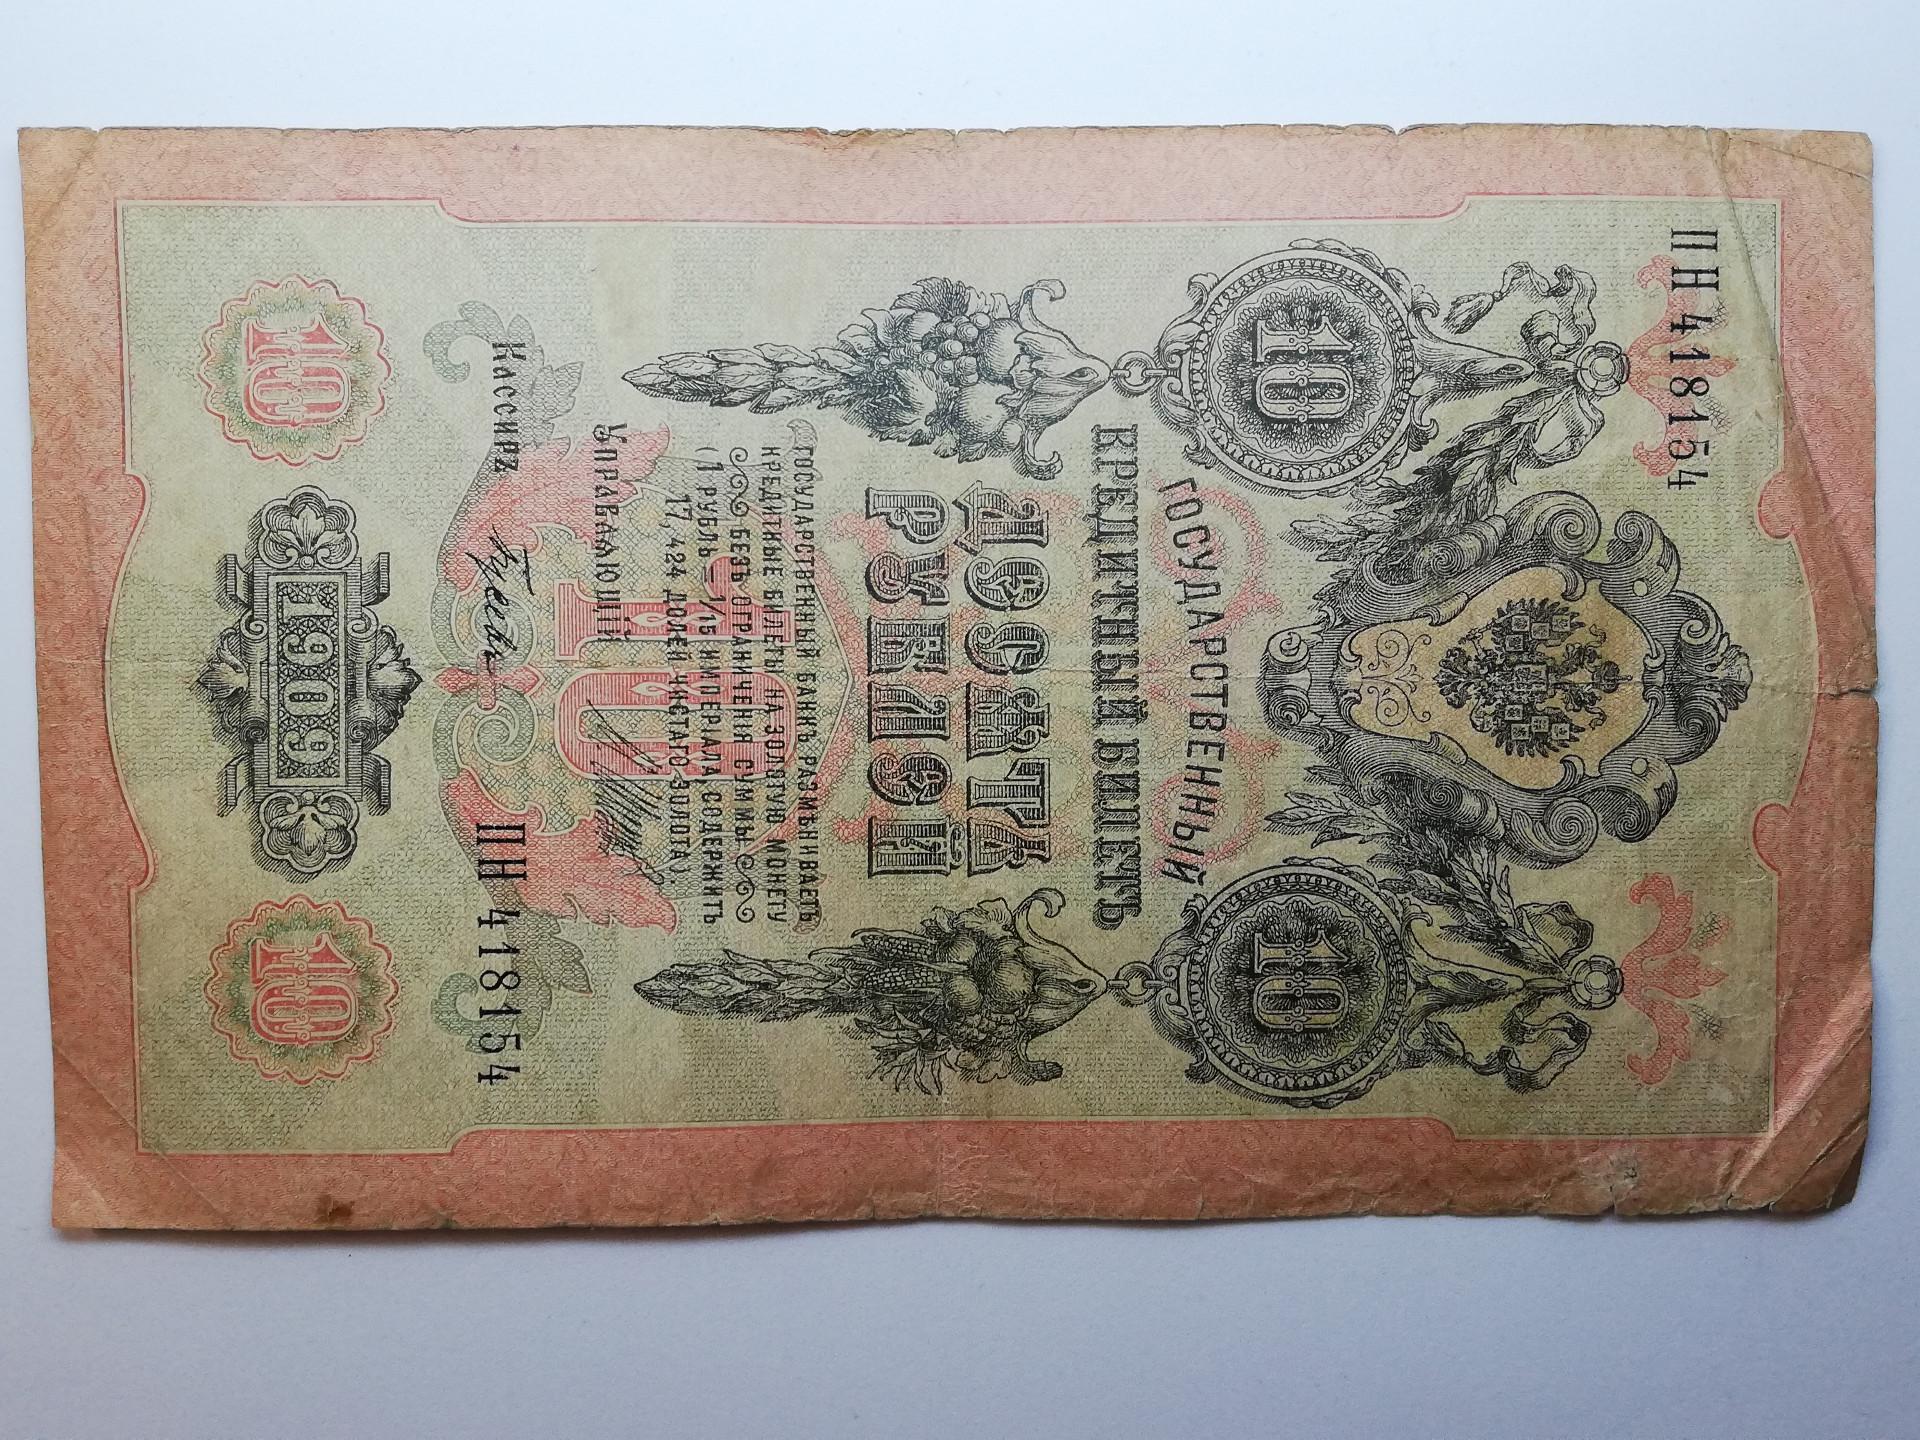 ПН 418154
10
10
ГОСУДАРСТВЕННЫЙ
КРЕДИТНЫЙ БИЛЕТЪ
ДЕСЯТЬ
РУБЛЕЙ
ГОСУДАРСТВЕННЫЙ БАНКЪ РАЗМѢНИВАЕТЪ
КРЕДИТНЫЕ БИЛЕТЫ НА ЗОЛОТУЮ МОНЕТУ
БЕЗЪ ОГРАНИЧЕНІЯ СУММЫ
(1 РУБЛЬ = 1/15 ИМПЕРІАЛА, СОДЕРЖИТЪ
17,424 ДОЛЕЙ ЧИСТАГО ЗОЛОТА).
10
Управляющій
Кассиръ
ПН 418154
10
1909
10